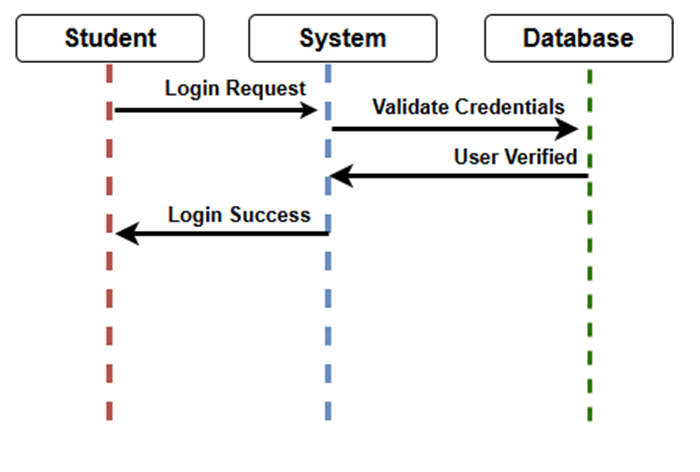 Student
System
Database
Login Request
Validate Credentials
User Verified
Login Success